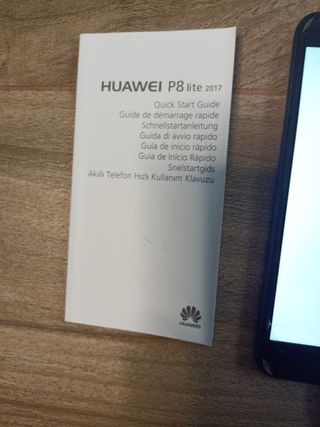 HUAWEI P8 lite 2017
Quick Start Guide
Guide de démarrage rapide
Schnellstartanleitung
Guida di avvio rapido
Guía de inicio rápido
Guia de Início Rápido
Snelstartgids
Akıllı Telefon Hızlı Kullanım Klavuzu
HUAWEI